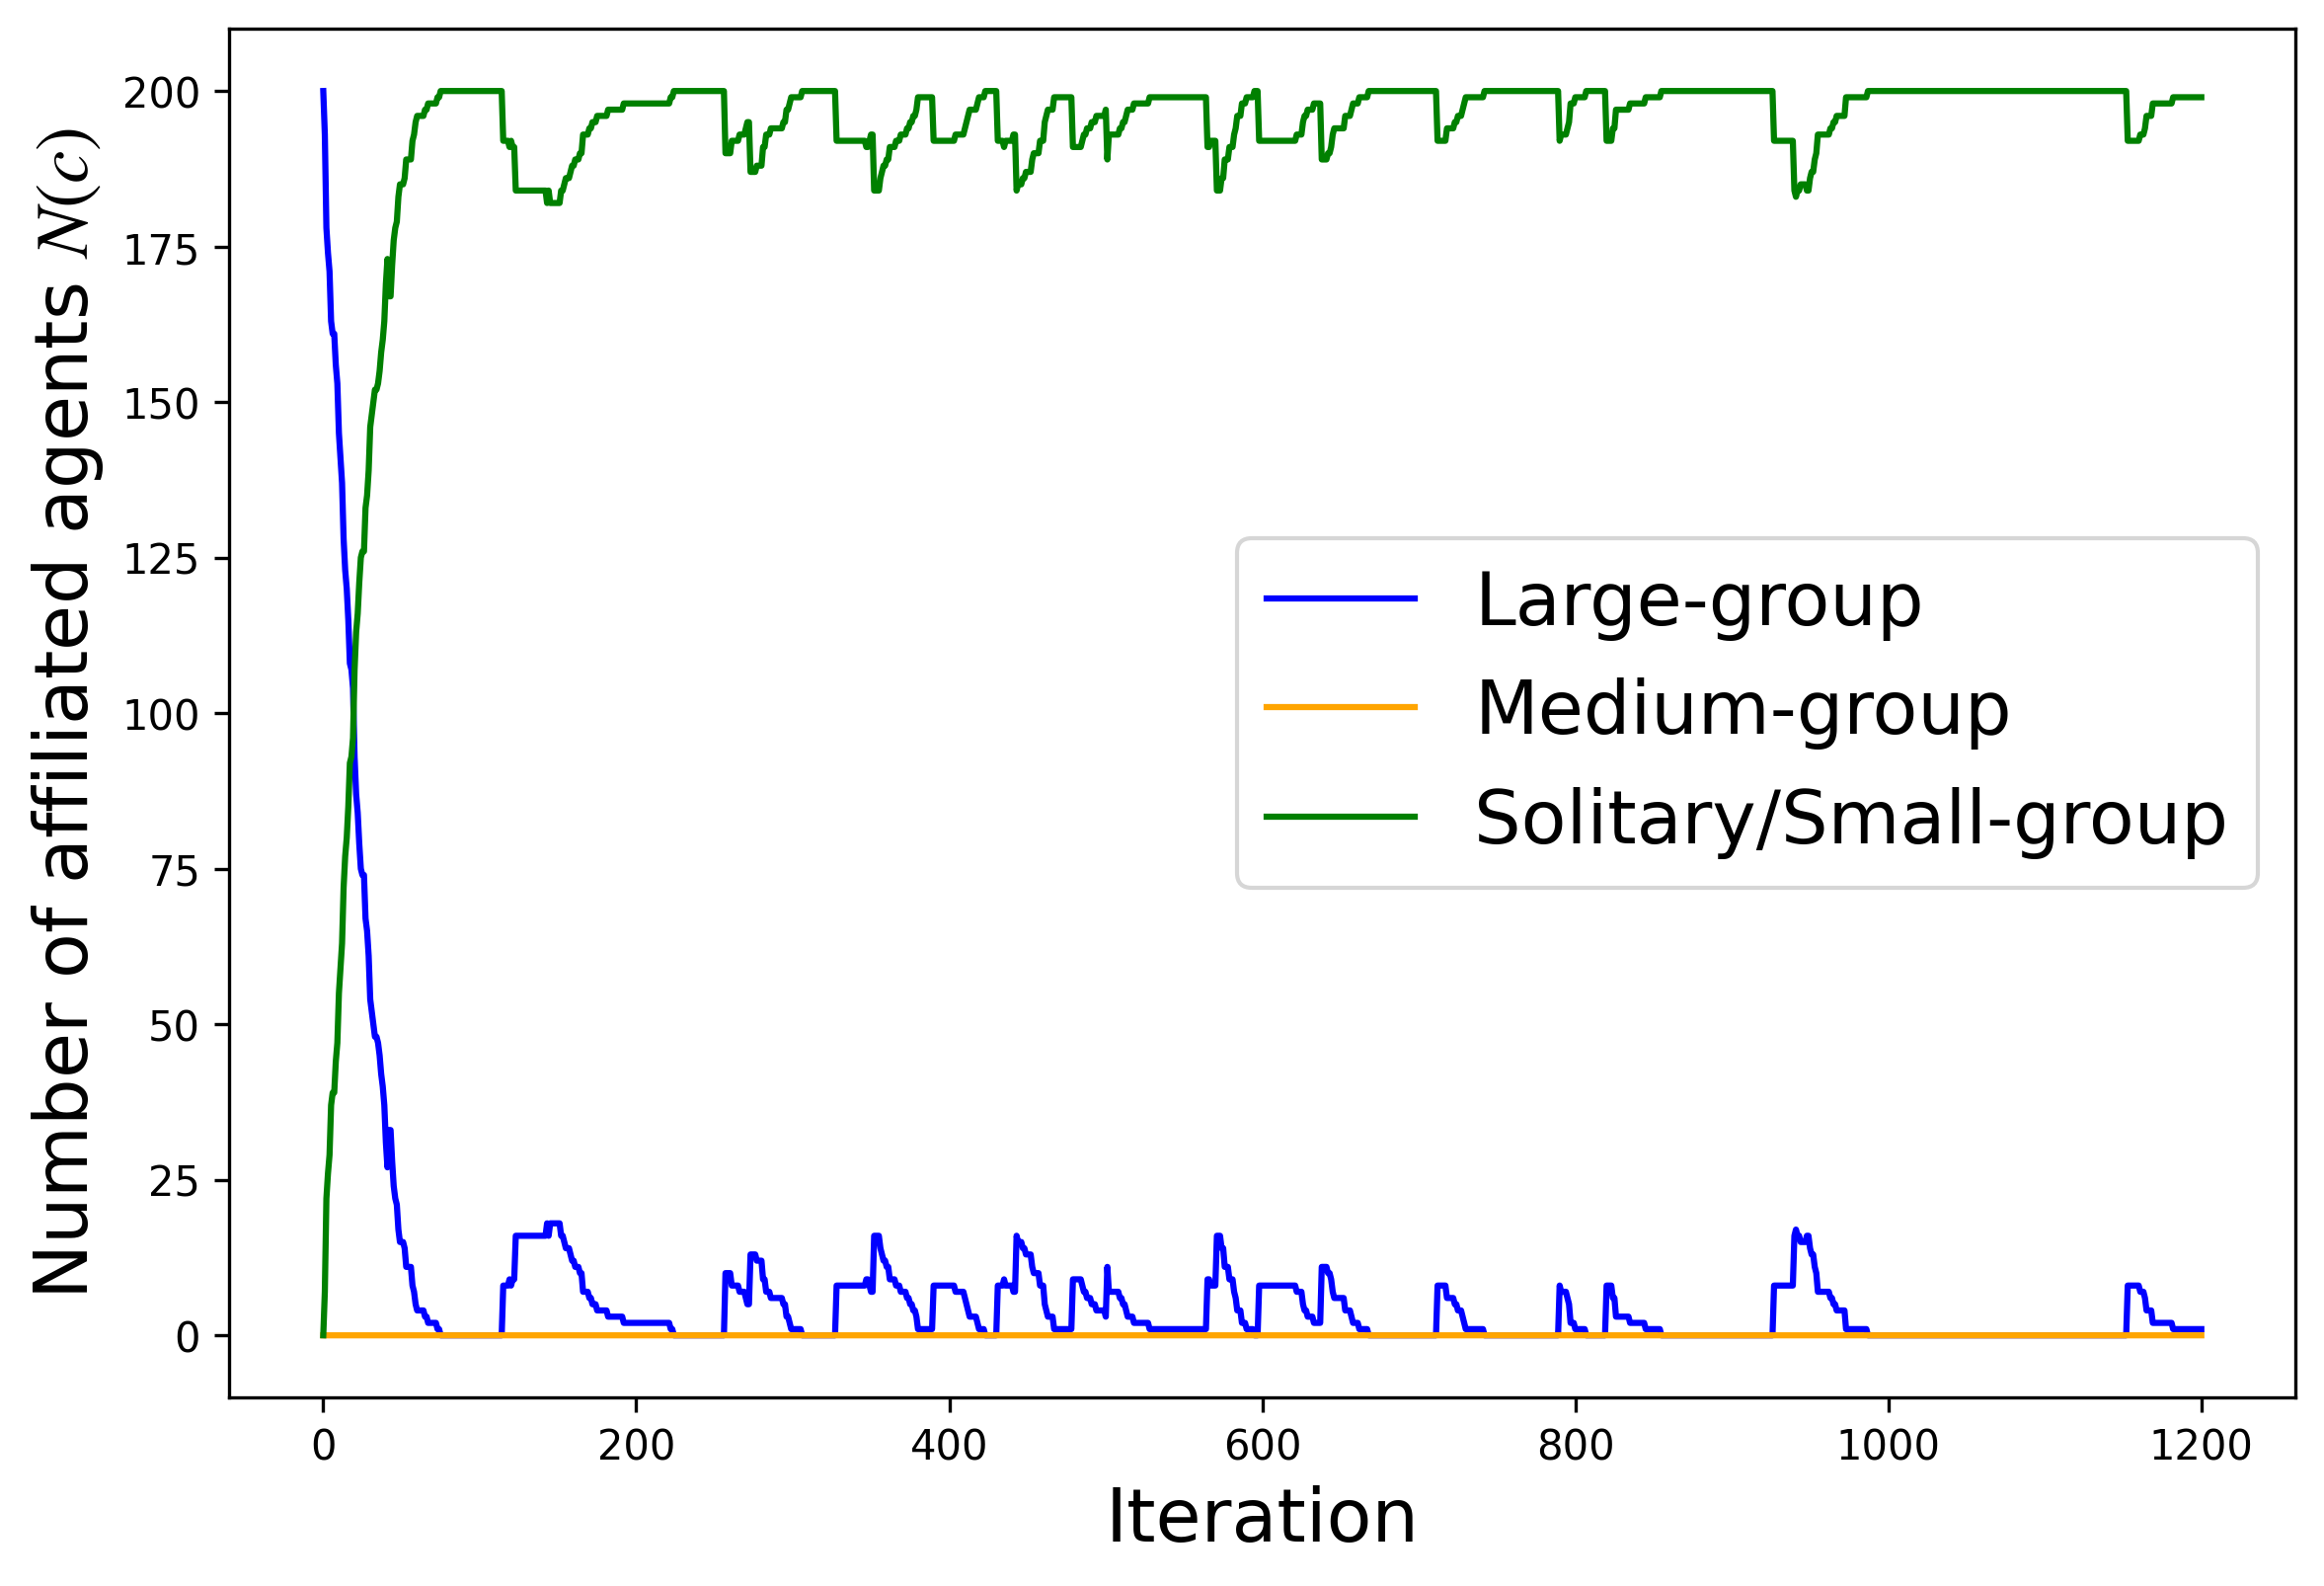 Number of affiliated agents N(c)
200
175
150
125
100
75
50
25
0
Large-group
Medium-group
Solitary/Small-group
0 200 400 600 800 1000 1200
Iteration